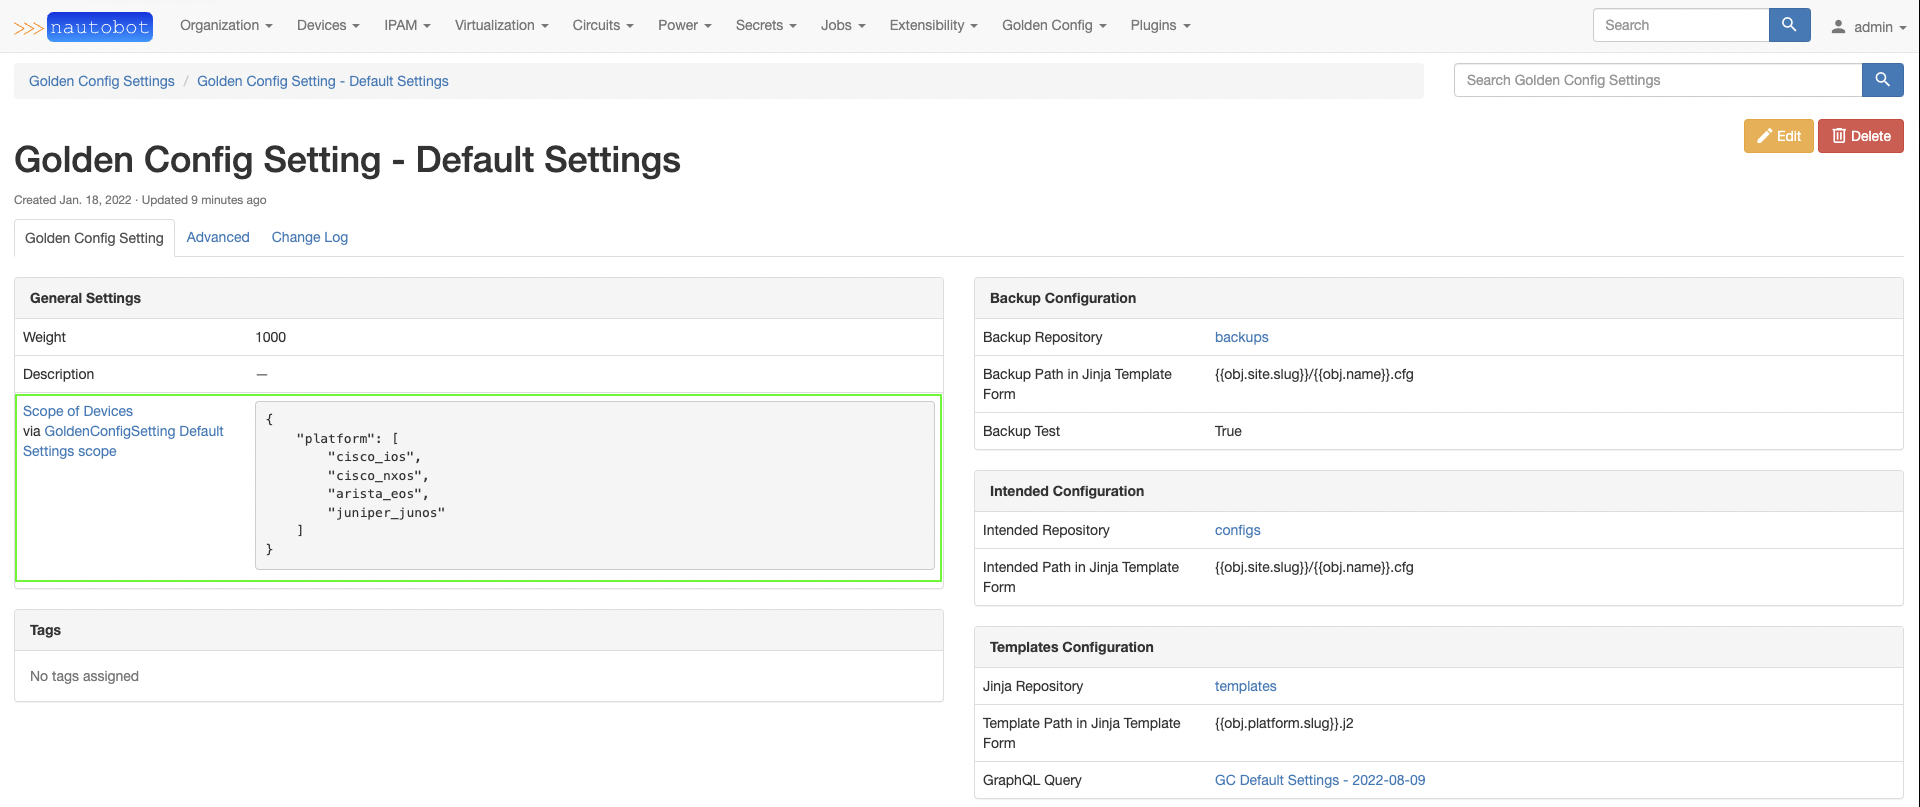 >>> nautobot Organization Devices IPAM Virtualization Circuits Power Secrets Jobs Extensibility Golden Config Plugins Search admin
Golden Config Settings / Golden Config Setting - Default Settings
Search Golden Config Settings
Edit Delete
Golden Config Setting - Default Settings
Created Jan. 18, 2022 · Updated 9 minutes ago
Golden Config Setting Advanced Change Log
General Settings
Weight 1000
Description —
Scope of Devices
via GoldenConfigSetting Default
Settings scope
{
    "platform": [
        "cisco_ios",
        "cisco_nxos",
        "arista_eos",
        "juniper_junos"
    ]
}
Tags
No tags assigned
Backup Configuration
Backup Repository backups
Backup Path in Jinja Template
Form
{{obj.site.slug}}/{{obj.name}}.cfg
Backup Test True
Intended Configuration
Intended Repository configs
Intended Path in Jinja Template
Form
{{obj.site.slug}}/{{obj.name}}.cfg
Templates Configuration
Jinja Repository templates
Template Path in Jinja Template
Form
{{obj.platform.slug}}.j2
GraphQL Query GC Default Settings - 2022-08-09